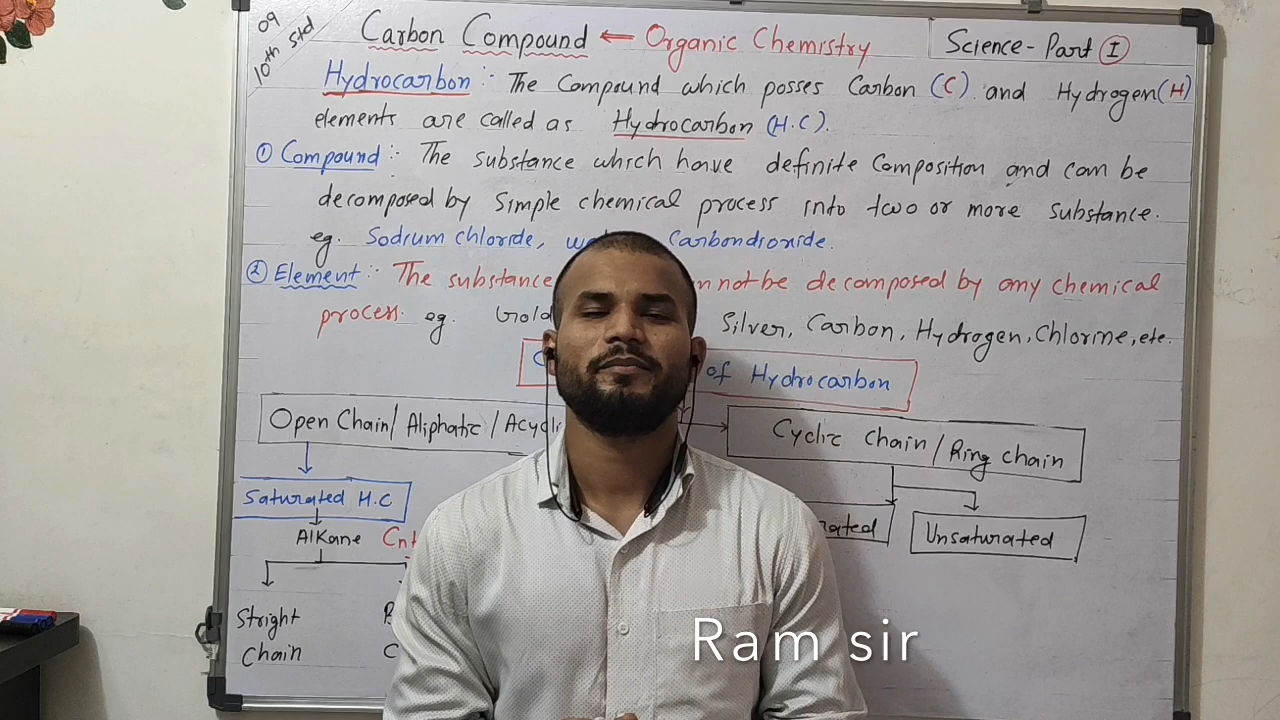 09
10th std
Carbon Compound ← Organic Chemistry
Science - Part I
Hydrocarbon :- The Compound which posses Carbon (C) and Hydrogen (H)
elements are called as Hydrocarbon (H.C).
① Compound :- The substance which have definite Composition and can be
decomposed by simple chemical process into two or more substance.
eg. Sodium chloride, Carbondioxide.
② Element :- The substance not be decomposed by any chemical
process. eg. Gold Silver, Carbon, Hydrogen, Chlorine, etc.
of Hydrocarbon
Open Chain / Aliphatic /
Cyclic Chain / Ring chain
Saturated H.C
Unsaturated
Alkane
Stright
Chain
Ram sir